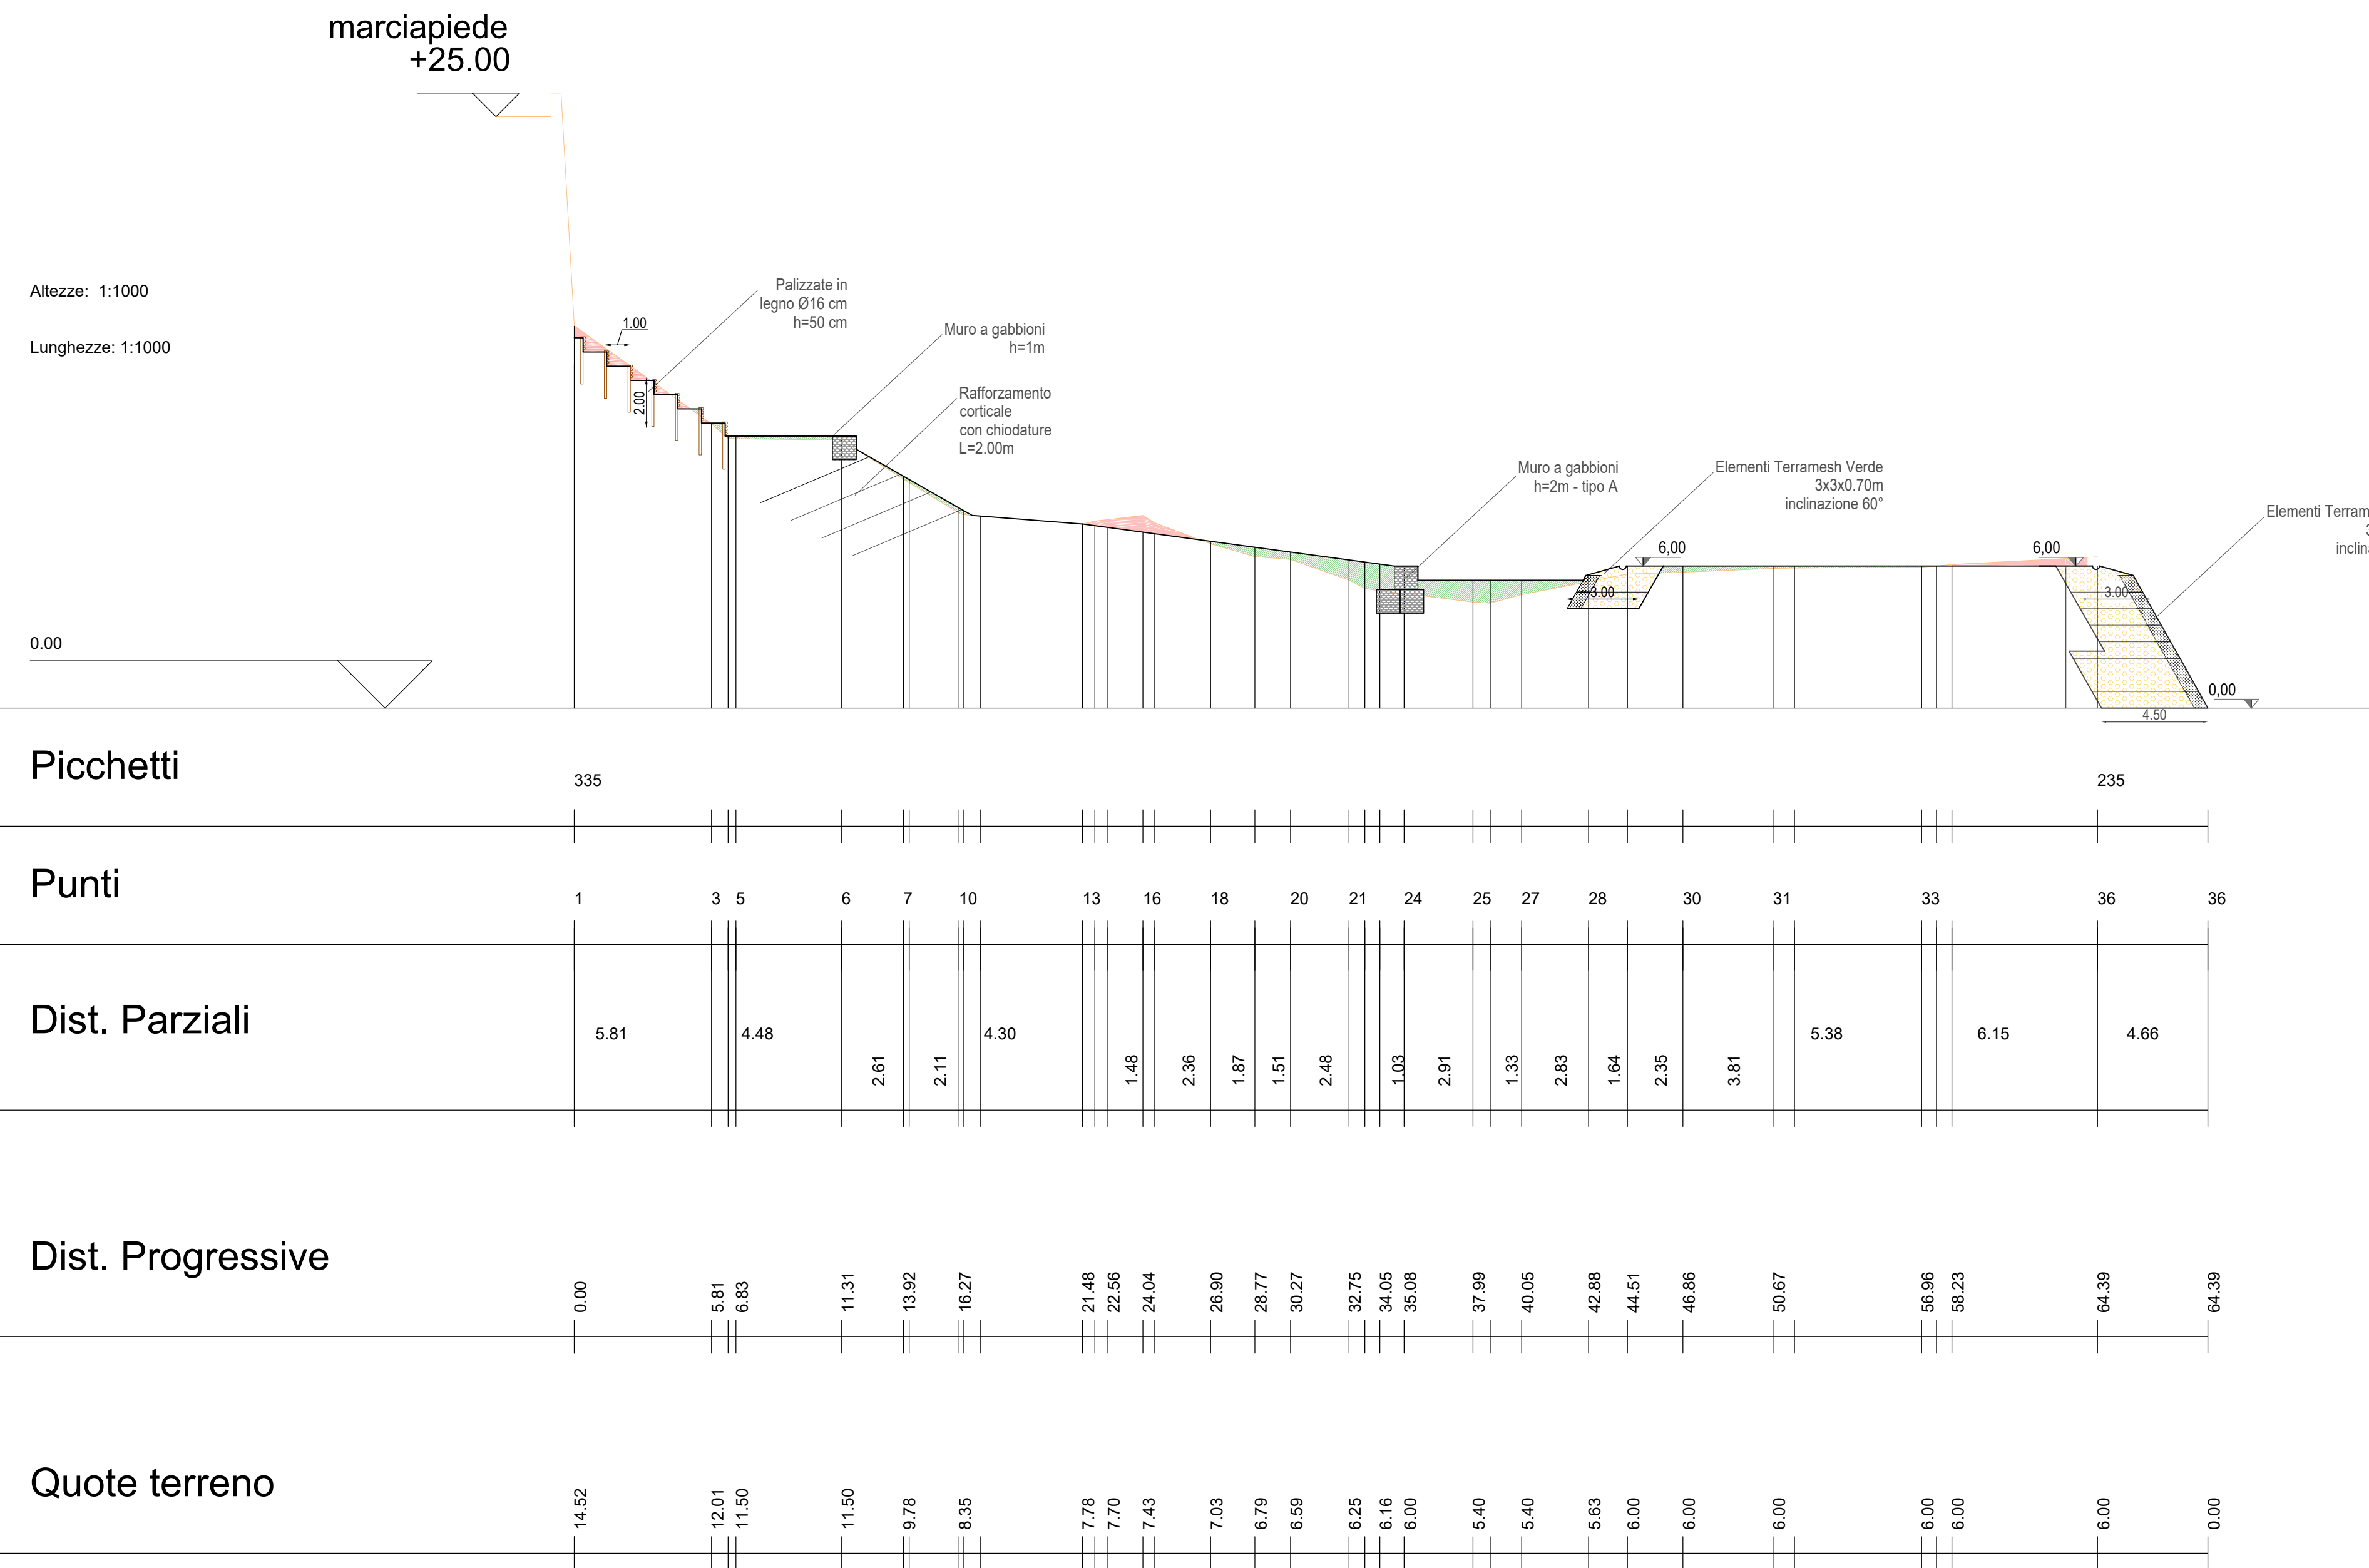 marciapiede
+25.00
Altezze: 1:1000
Lunghezze: 1:1000
1.00
2.00
Palizzate in
legno Ø16 cm
h=50 cm
Muro a gabbioni
h=1m
Rafforzamento
corticale
con chiodature
L=2.00m
Muro a gabbioni
h=2m - tipo A
Elementi Terramesh Verde
3x3x0.70m
inclinazione 60°
Elementi Terram
inclina
6,00
6,00
3.00
3.00
0.00
0,00
4.50
Picchetti
335 235
Punti
1 3 5 6 7 10 13 16 18 20 21 24 25 27 28 30 31 33 36 36
Dist. Parziali
5.81 4.48 2.61 2.11 4.30 1.48 2.36 1.87 1.51 2.48 1.03 2.91 1.33 2.83 1.64 2.35 3.81 5.38 6.15 4.66
Dist. Progressive
0.00 5.81 6.83 11.31 13.92 16.27 21.48 22.56 24.04 26.90 28.77 30.27 32.75 34.05 35.08 37.99 40.05 42.88 44.51 46.86 50.67 56.96 58.23 64.39 64.39
Quote terreno
14.52 12.01 11.50 11.50 9.78 8.35 7.78 7.70 7.43 7.03 6.79 6.59 6.25 6.16 6.00 5.40 5.40 5.63 6.00 6.00 6.00 6.00 6.00 6.00 0.00